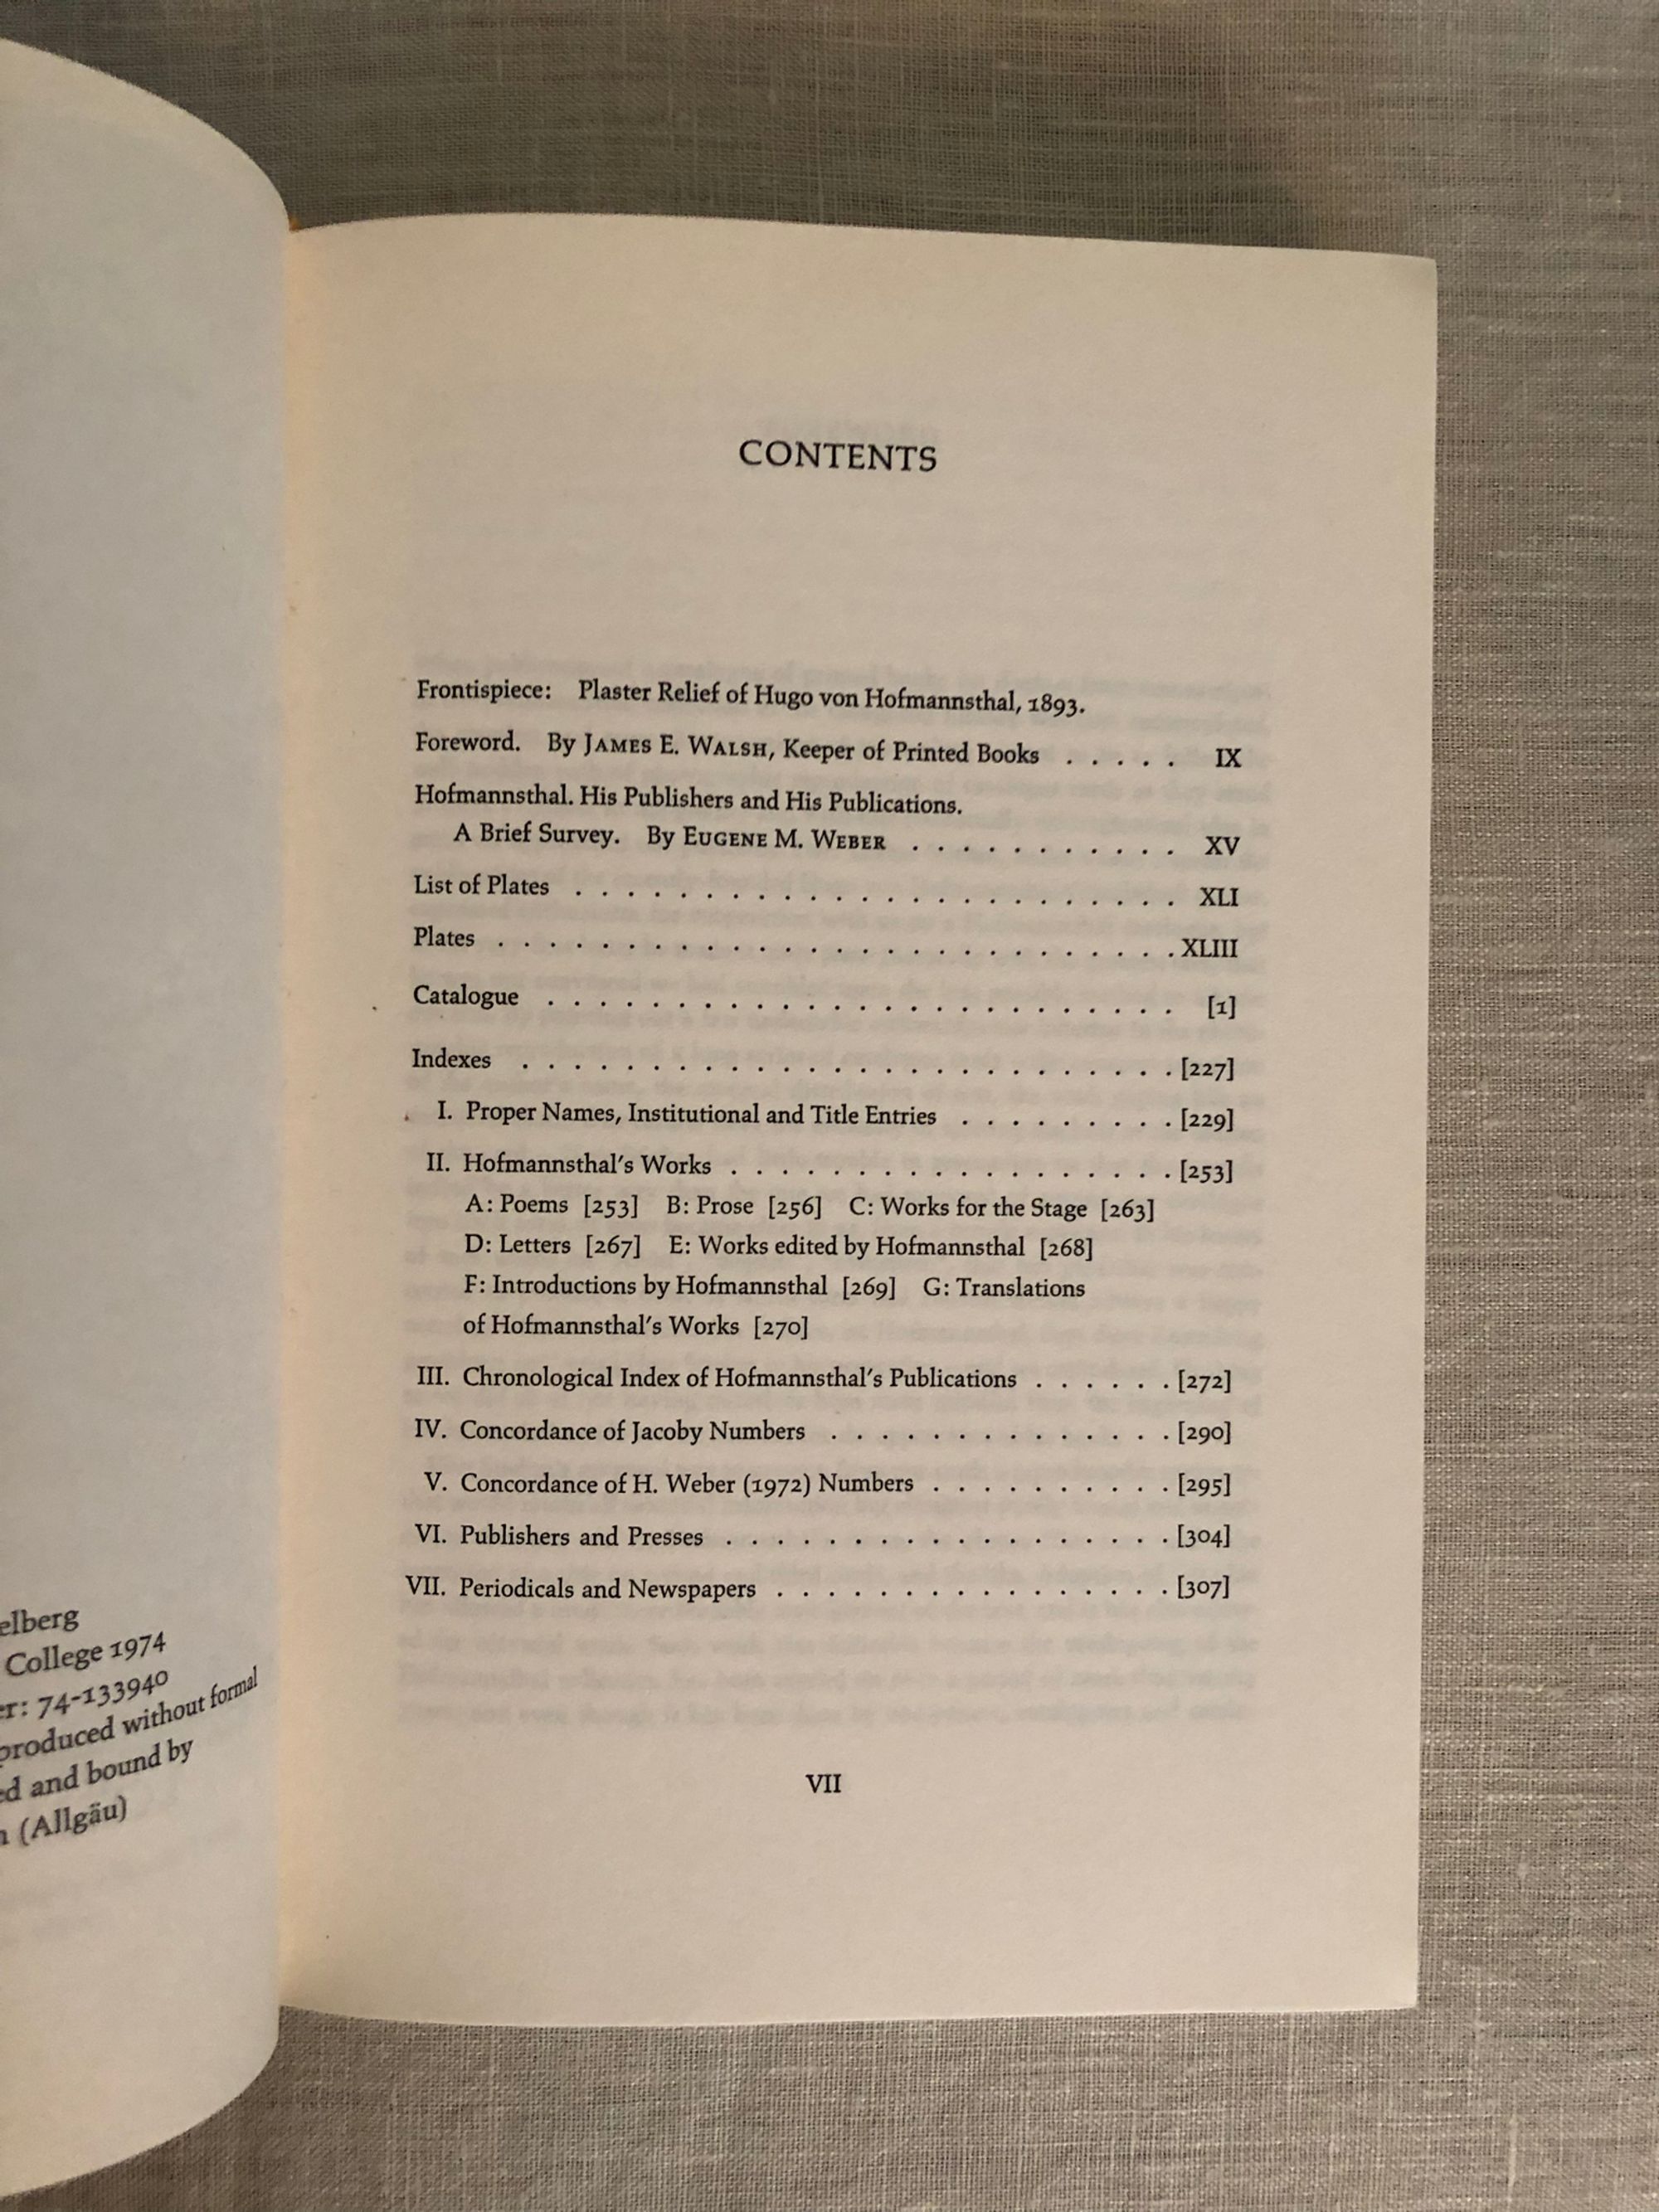 elberg
College 1974
er: 74-133940
produced without formal
ed and bound by
(Allgäu)
CONTENTS
Frontispiece: Plaster Relief of Hugo von Hofmannsthal, 1893.
Foreword. By JAMES E. WALSH, Keeper of Printed Books . . . . . IX
Hofmannsthal. His Publishers and His Publications.
A Brief Survey. By EUGENE M. WEBER . . . . . . . . . . . XV
List of Plates . . . . . . . . . . . . . . . . . . . . . . . . XLI
Plates . . . . . . . . . . . . . . . . . . . . . . . . . . . XLIII
Catalogue . . . . . . . . . . . . . . . . . . . . . . . . . [1]
Indexes . . . . . . . . . . . . . . . . . . . . . . . . . . [227]
I. Proper Names, Institutional and Title Entries . . . . . . . . . [229]
II. Hofmannsthal's Works . . . . . . . . . . . . . . . . . . [253]
A: Poems [253] B: Prose [256] C: Works for the Stage [263]
D: Letters [267] E: Works edited by Hofmannsthal [268]
F: Introductions by Hofmannsthal [269] G: Translations
of Hofmannsthal's Works [270]
III. Chronological Index of Hofmannsthal's Publications . . . . . . [272]
IV. Concordance of Jacoby Numbers . . . . . . . . . . . . . . [290]
V. Concordance of H. Weber (1972) Numbers . . . . . . . . . . [295]
VI. Publishers and Presses . . . . . . . . . . . . . . . . . . [304]
VII. Periodicals and Newspapers . . . . . . . . . . . . . . . . [307]
VII